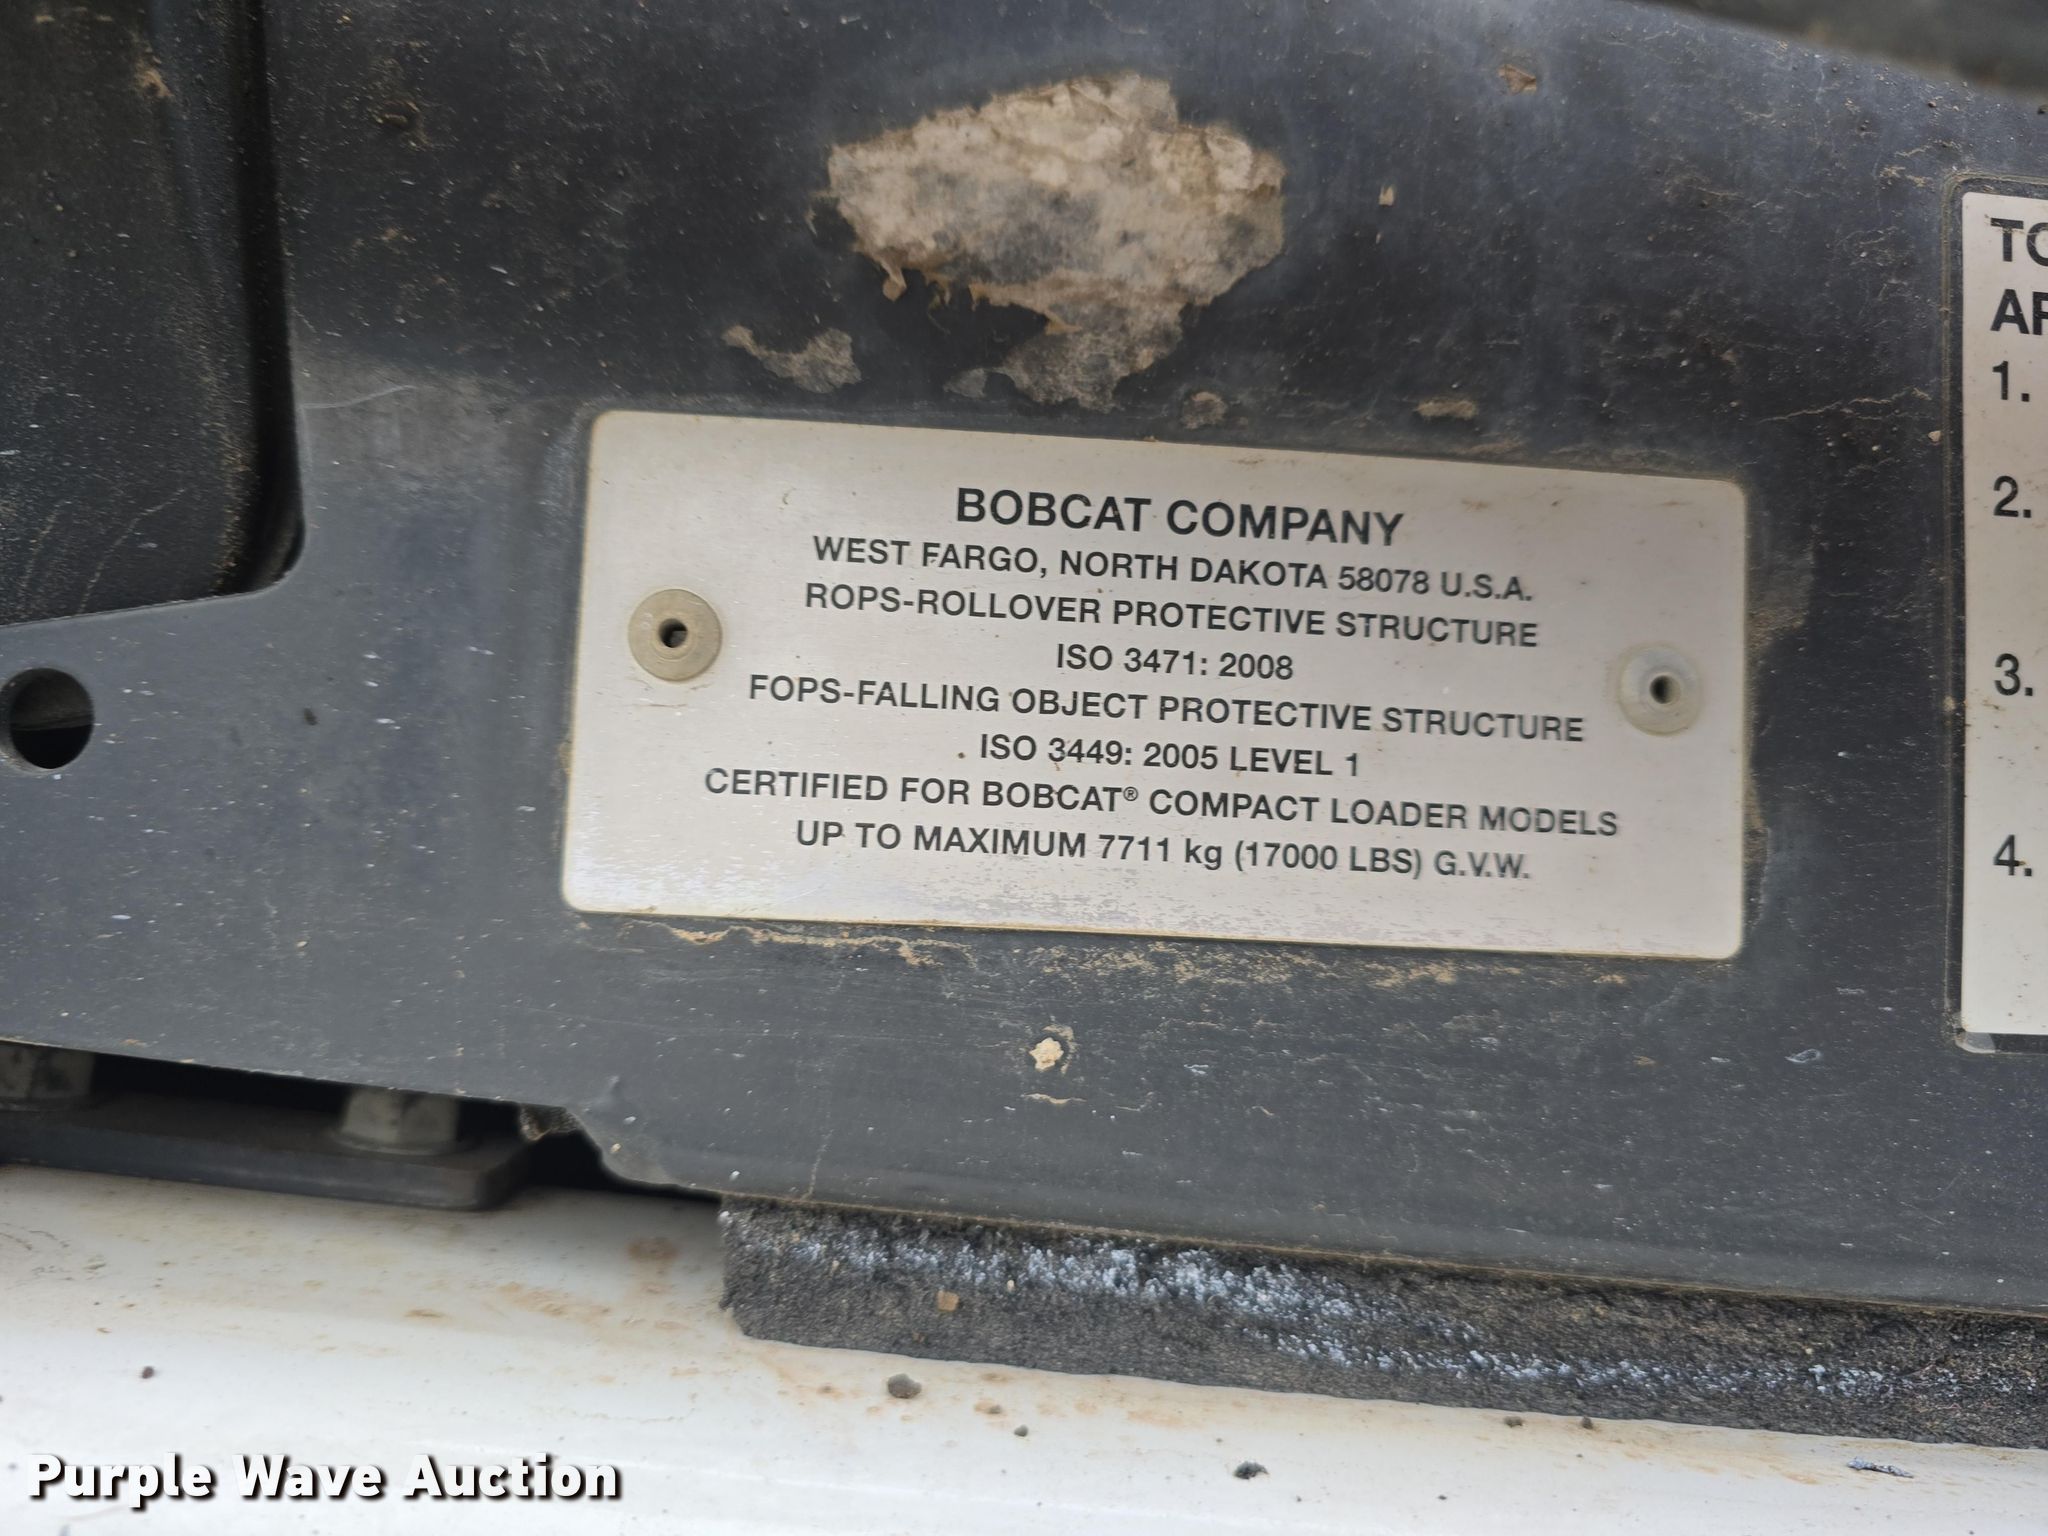 BOBCAT COMPANY
WEST FARGO, NORTH DAKOTA 58078 U.S.A.
ROPS-ROLLOVER PROTECTIVE STRUCTURE
ISO 3471: 2008
FOPS-FALLING OBJECT PROTECTIVE STRUCTURE
ISO 3449: 2005 LEVEL 1
CERTIFIED FOR BOBCAT® COMPACT LOADER MODELS
UP TO MAXIMUM 7711 kg (17000 LBS) G.V.W.
1.
2.
3.
4.
Purple Wave Auction